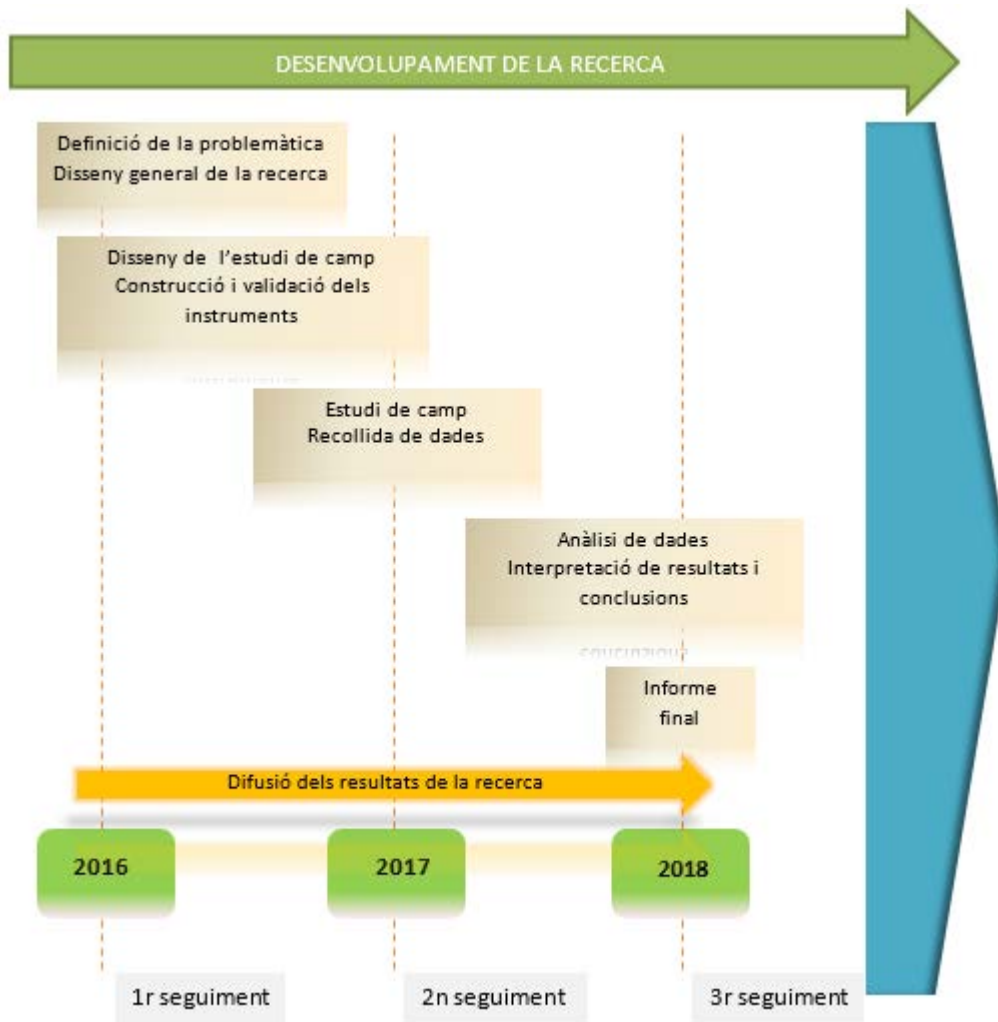 DESENVOLUPAMENT DE LA RECERCA
Definició de la problemàtica
Disseny general de la recerca
Disseny de l'estudi de camp
Construcció i validació dels
instruments
Estudi de camp
Recollida de dades
Anàlisi de dades
Interpretació de resultats i
conclusions
Informe
final
Difusió dels resultats de la recerca
2016
2017
2018
1r seguiment
2n seguiment
3r seguiment